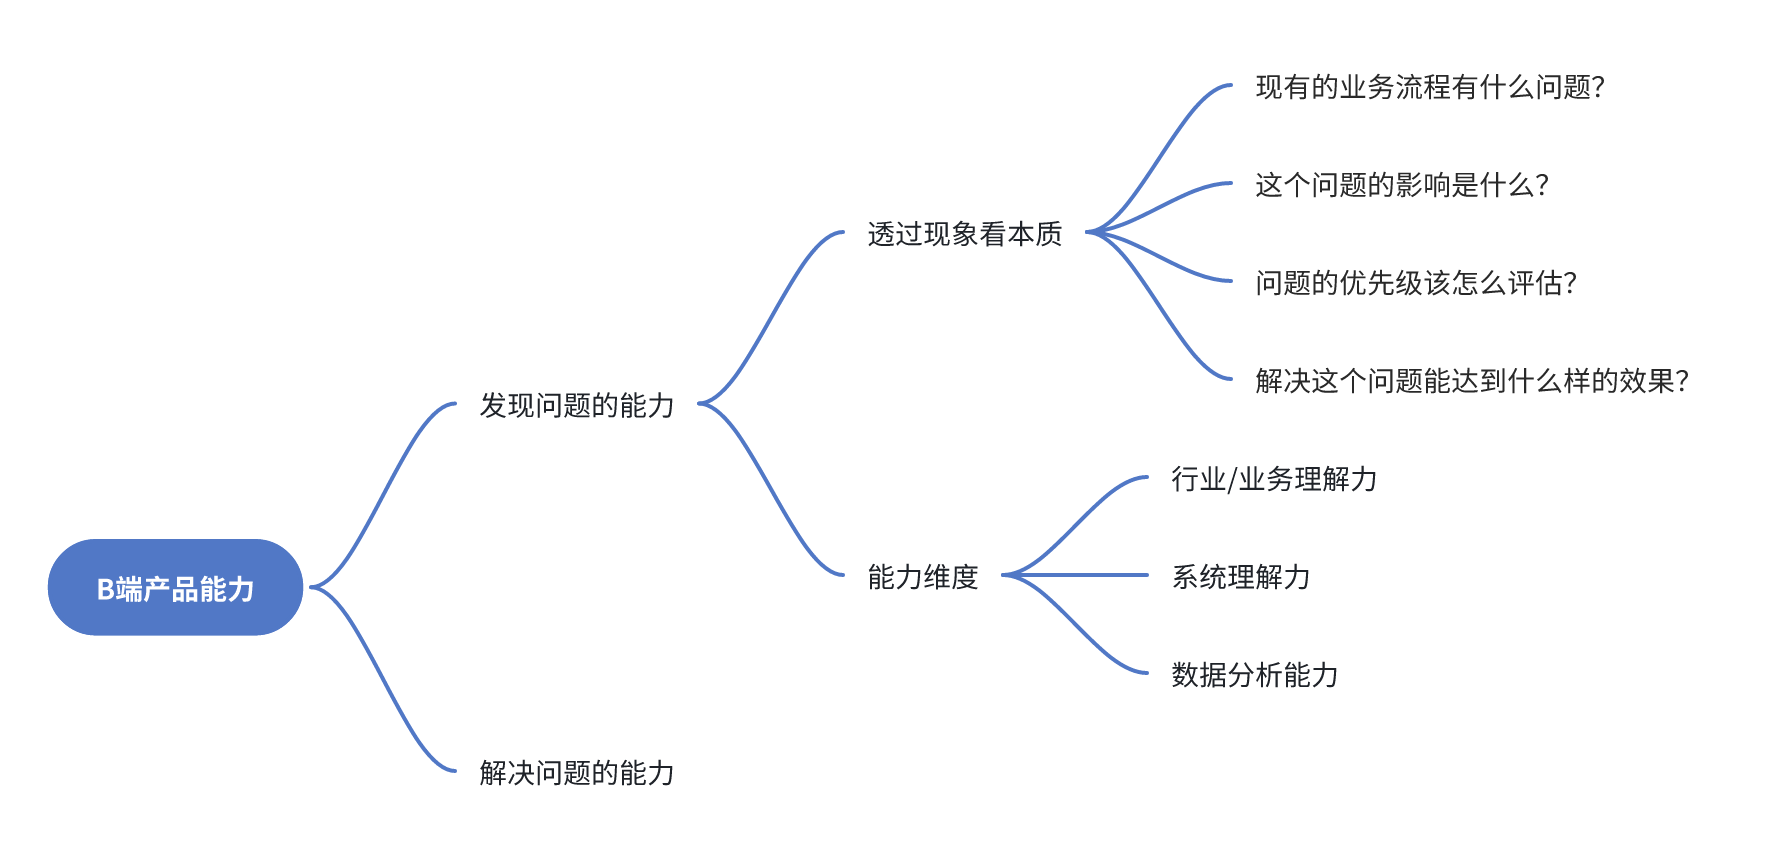 现有的业务流程有什么问题？
这个问题的影响是什么？
透过现象看本质
问题的优先级该怎么评估？
解决这个问题能达到什么样的效果？
发现问题的能力
行业/业务理解力
能力维度
系统理解力
B端产品能力
数据分析能力
解决问题的能力